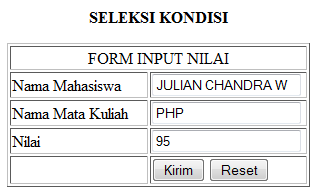 SELEKSI KONDISI
FORM INPUT NILAI
Nama Mahasiswa JULIAN CHANDRA W
Nama Mata Kuliah PHP
Nilai 95
Kirim Reset